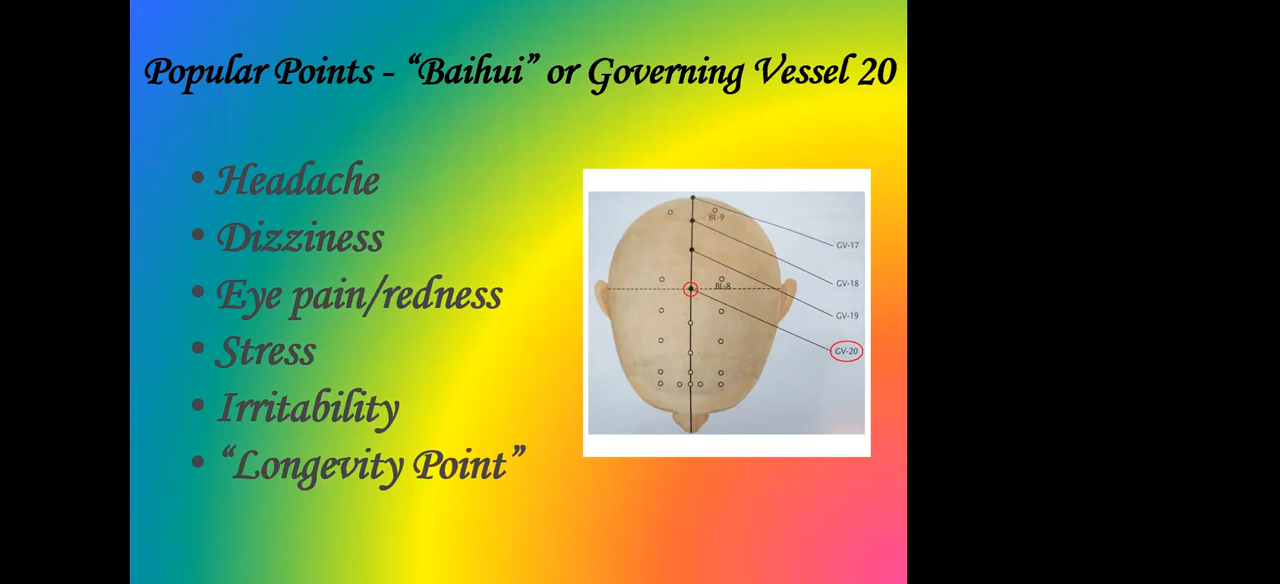 Popular Points - “Baihui” or Governing Vessel 20
• Headache
• Dizziness
• Eye pain/redness
• Stress
• Irritability
• “Longevity Point”
BL-9
GV-17
BL-8
GV-18
GV-19
GV-20